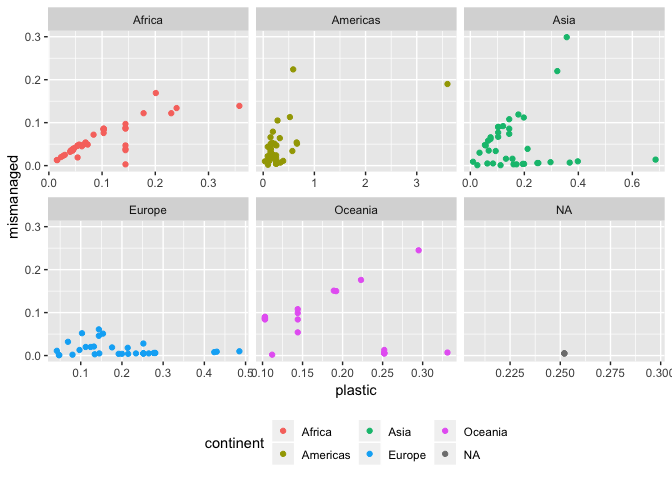 Africa Americas Asia
0.3
0.2
0.1
0.0
0.0 0.1 0.2 0.3 0 1 2 3 0.0 0.2 0.4 0.6
mismanaged
Europe Oceania NA
0.3
0.2
0.1
0.0
0.1 0.2 0.3 0.4 0.5 0.10 0.15 0.20 0.25 0.30 0.225 0.250 0.275 0.300
plastic
continent
Africa Asia Oceania
Americas Europe NA